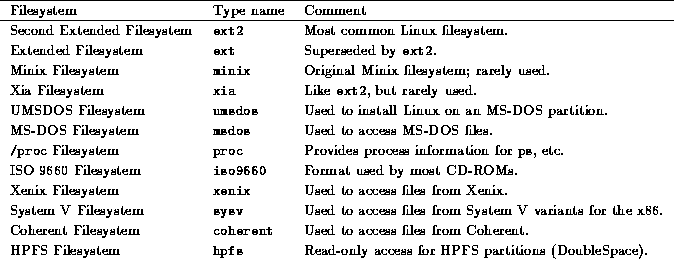 Filesystem Type name Comment
Second Extended Filesystem ext2 Most common Linux filesystem.
Extended Filesystem ext Superseded by ext2.
Minix Filesystem minix Original Minix filesystem; rarely used.
Xia Filesystem xia Like ext2, but rarely used.
UMSDOS Filesystem umsdos Used to install Linux on an MS-DOS partition.
MS-DOS Filesystem msdos Used to access MS-DOS files.
/proc Filesystem proc Provides process information for ps, etc.
ISO 9660 Filesystem iso9660 Format used by most CD-ROMs.
Xenix Filesystem xenix Used to access files from Xenix.
System V Filesystem sysv Used to access files from System V variants for the x86.
Coherent Filesystem coherent Used to access files from Coherent.
HPFS Filesystem hpfs Read-only access for HPFS partitions (DoubleSpace).